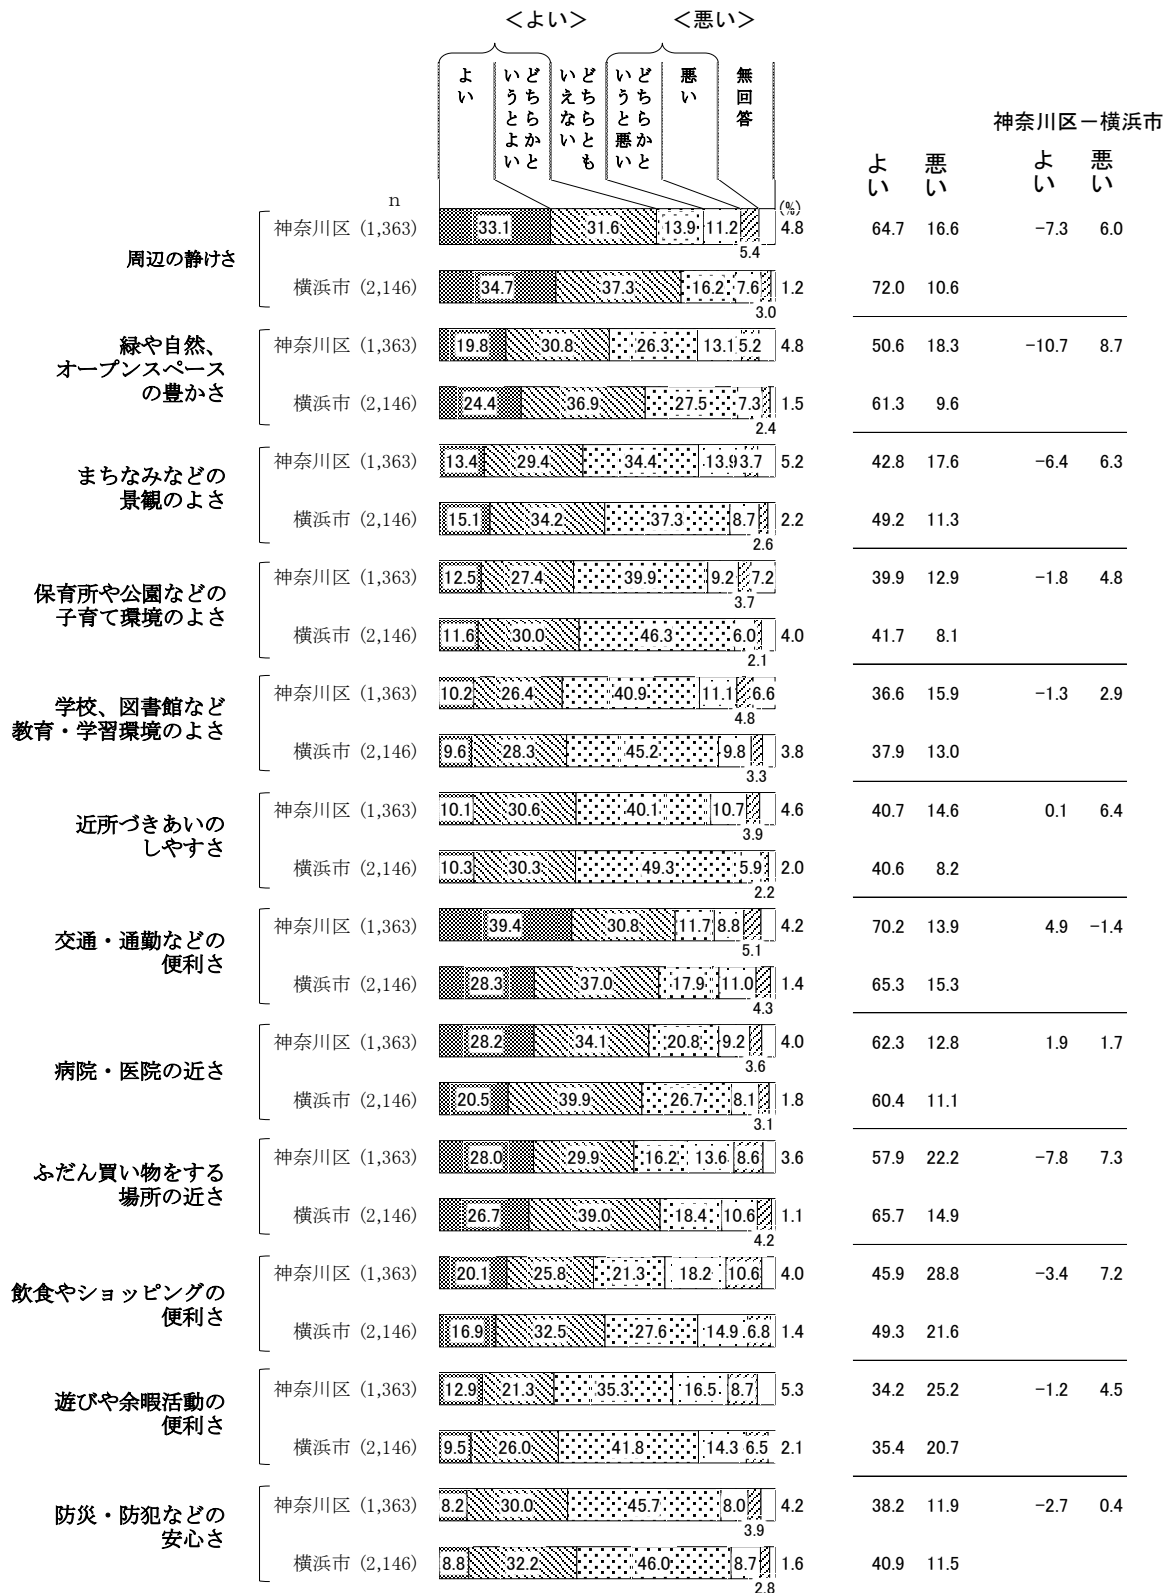 ＜よい＞ ＜悪い＞
よい
どちらかというとよい
どちらともいえない
どちらかというと悪い
悪い
無回答
神奈川区－横浜市
よい 悪い よい 悪い
n
(%)
周辺の静けさ
神奈川区 (1,363) 33.1 31.6 13.9 11.2 5.4 4.8 64.7 16.6 −7.3 6.0
横浜市 (2,146) 34.7 37.3 16.2 7.6 3.0 1.2 72.0 10.6
緑や自然、
オープンスペース
の豊かさ
神奈川区 (1,363) 19.8 30.8 26.3 13.1 5.2 4.8 50.6 18.3 −10.7 8.7
横浜市 (2,146) 24.4 36.9 27.5 7.3 2.4 1.5 61.3 9.6
まちなみなどの
景観のよさ
神奈川区 (1,363) 13.4 29.4 34.4 13.9 3.7 5.2 42.8 17.6 −6.4 6.3
横浜市 (2,146) 15.1 34.2 37.3 8.7 2.6 2.2 49.2 11.3
保育所や公園などの
子育て環境のよさ
神奈川区 (1,363) 12.5 27.4 39.9 9.2 3.7 7.2 39.9 12.9 −1.8 4.8
横浜市 (2,146) 11.6 30.0 46.3 6.0 2.1 4.0 41.7 8.1
学校、図書館など
教育・学習環境のよさ
神奈川区 (1,363) 10.2 26.4 40.9 11.1 4.8 6.6 36.6 15.9 −1.3 2.9
横浜市 (2,146) 9.6 28.3 45.2 9.8 3.3 3.8 37.9 13.0
近所づきあいの
しやすさ
神奈川区 (1,363) 10.1 30.6 40.1 10.7 3.9 4.6 40.7 14.6 0.1 6.4
横浜市 (2,146) 10.3 30.3 49.3 5.9 2.2 2.0 40.6 8.2
交通・通勤などの
便利さ
神奈川区 (1,363) 39.4 30.8 11.7 8.8 5.1 4.2 70.2 13.9 4.9 −1.4
横浜市 (2,146) 28.3 37.0 17.9 11.0 4.3 1.4 65.3 15.3
病院・医院の近さ
神奈川区 (1,363) 28.2 34.1 20.8 9.2 3.6 4.0 62.3 12.8 1.9 1.7
横浜市 (2,146) 20.5 39.9 26.7 8.1 3.1 1.8 60.4 11.1
ふだん買い物をする
場所の近さ
神奈川区 (1,363) 28.0 29.9 16.2 13.6 8.6 3.6 57.9 22.2 −7.8 7.3
横浜市 (2,146) 26.7 39.0 18.4 10.6 4.2 1.1 65.7 14.9
飲食やショッピングの
便利さ
神奈川区 (1,363) 20.1 25.8 21.3 18.2 10.6 4.0 45.9 28.8 −3.4 7.2
横浜市 (2,146) 16.9 32.5 27.6 14.9 6.8 1.4 49.3 21.6
遊びや余暇活動の
便利さ
神奈川区 (1,363) 12.9 21.3 35.3 16.5 8.7 5.3 34.2 25.2 −1.2 4.5
横浜市 (2,146) 9.5 26.0 41.8 14.3 6.5 2.1 35.4 20.7
防災・防犯などの
安心さ
神奈川区 (1,363) 8.2 30.0 45.7 8.0 3.9 4.2 38.2 11.9 −2.7 0.4
横浜市 (2,146) 8.8 32.2 46.0 8.7 2.8 1.6 40.9 11.5